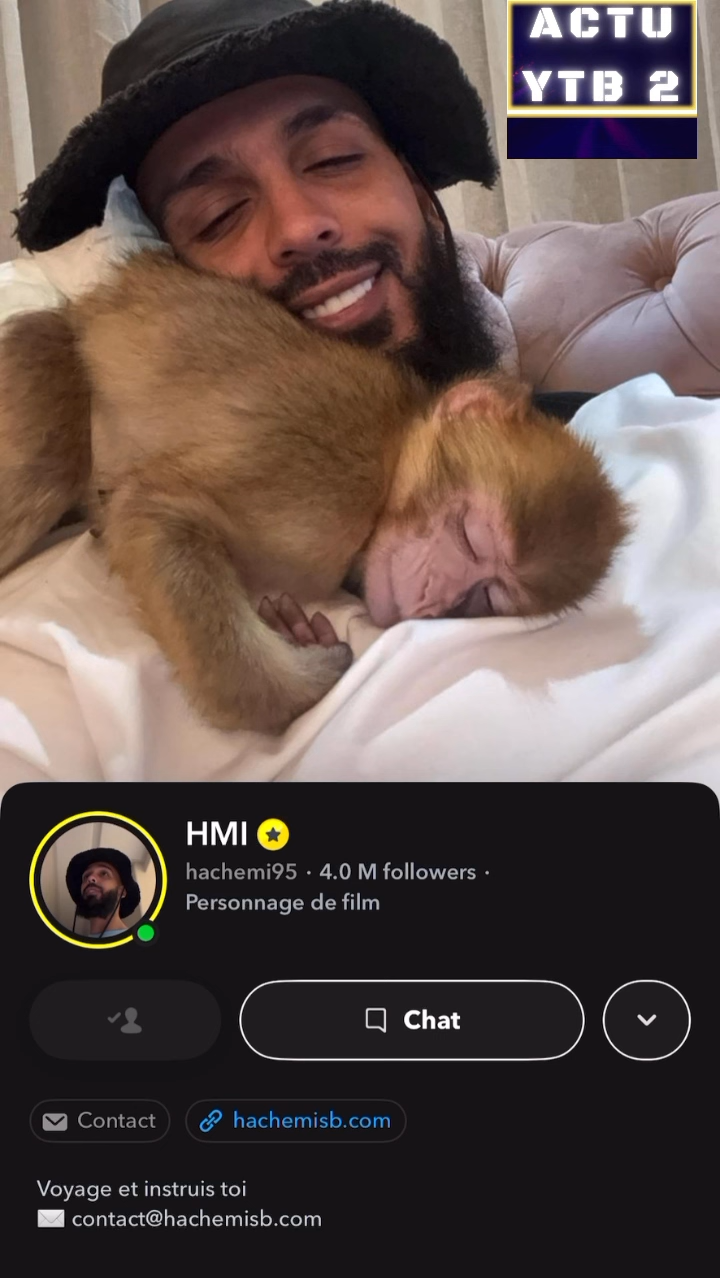 ACTU
YTB 2
HMI
hachemi95 · 4.0 M followers ·
Personnage de film
Chat
Contact
hachemisb.com
Voyage et instruis toi
contact@hachemisb.com